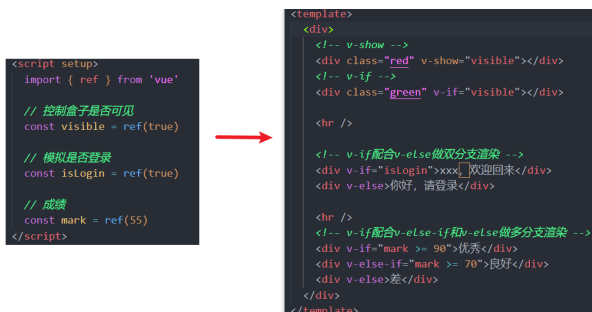 <script setup>
import { ref } from 'vue'
// 控制盒子是否可见
const visible = ref(true)
// 模拟是否登录
const isLogin = ref(true)
// 成绩
const mark = ref(55)
</script>
<template>
<div>
<!-- v-show -->
<div class="red" v-show="visible"></div>
<!-- v-if -->
<div class="green" v-if="visible"></div>
<hr />
<!-- v-if配合v-else做双分支渲染 -->
<div v-if="isLogin">xxx，欢迎回来</div>
<div v-else>你好，请登录</div>
<hr />
<!-- v-if配合v-else-if和v-else做多分支渲染 -->
<div v-if="mark >= 90">优秀</div>
<div v-else-if="mark >= 70">良好</div>
<div v-else>差</div>
</div>
</template>